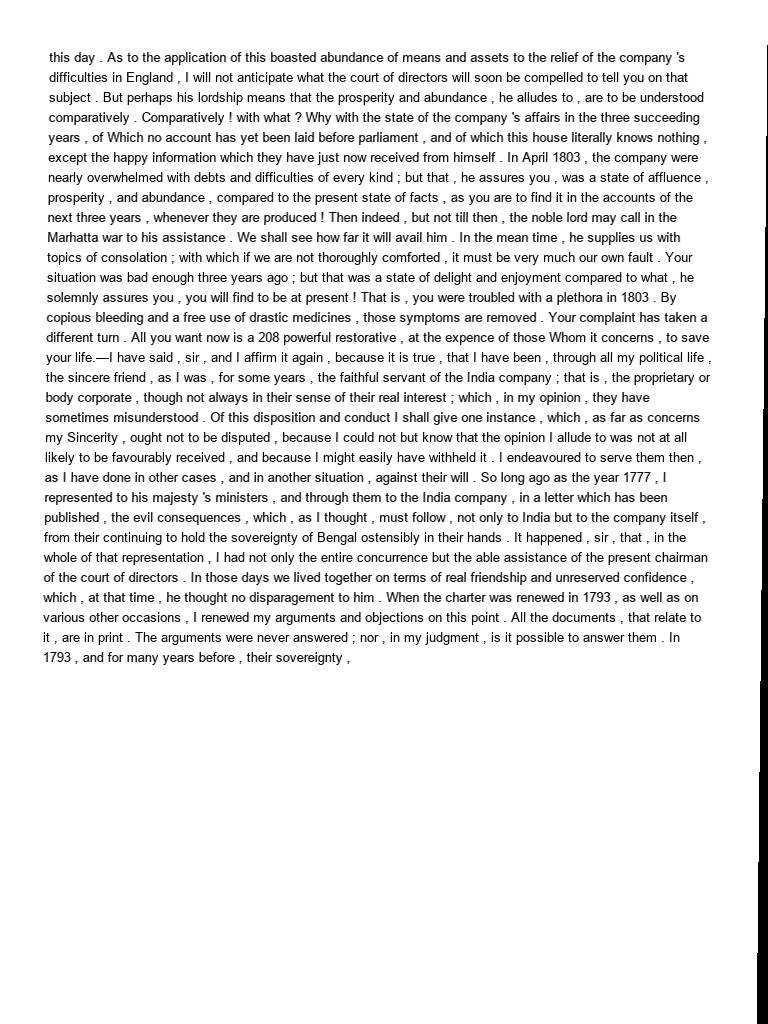 this day . As to the application of this boasted abundance of means and assets to the relief of the company 's
difficulties in England , I will not anticipate what the court of directors will soon be compelled to tell you on that
subject . But perhaps his lordship means that the prosperity and abundance , he alludes to , are to be understood
comparatively . Comparatively ! with what ? Why with the state of the company 's affairs in the three succeeding
years , of Which no account has yet been laid before parliament , and of which this house literally knows nothing ,
except the happy information which they have just now received from himself . In April 1803 , the company were
nearly overwhelmed with debts and difficulties of every kind ; but that , he assures you , was a state of affluence ,
prosperity , and abundance , compared to the present state of facts , as you are to find it in the accounts of the
next three years , whenever they are produced ! Then indeed , but not till then , the noble lord may call in the
Marhatta war to his assistance . We shall see how far it will avail him . In the mean time , he supplies us with
topics of consolation ; with which if we are not thoroughly comforted , it must be very much our own fault . Your
situation was bad enough three years ago ; but that was a state of delight and enjoyment compared to what , he
solemnly assures you , you will find to be at present ! That is , you were troubled with a plethora in 1803 . By
copious bleeding and a free use of drastic medicines , those symptoms are removed . Your complaint has taken a
different turn . All you want now is a 208 powerful restorative , at the expence of those Whom it concerns , to save
your life.—I have said , sir , and I affirm it again , because it is true , that I have been , through all my political life ,
the sincere friend , as I was , for some years , the faithful servant of the India company ; that is , the proprietary or
body corporate , though not always in their sense of their real interest ; which , in my opinion , they have
sometimes misunderstood . Of this disposition and conduct I shall give one instance , which , as far as concerns
my Sincerity , ought not to be disputed , because I could not but know that the opinion I allude to was not at all
likely to be favourably received , and because I might easily have withheld it . I endeavoured to serve them then ,
as I have done in other cases , and in another situation , against their will . So long ago as the year 1777 , I
represented to his majesty 's ministers , and through them to the India company , in a letter which has been
published , the evil consequences , which , as I thought , must follow , not only to India but to the company itself ,
from their continuing to hold the sovereignty of Bengal ostensibly in their hands . It happened , sir , that , in the
whole of that representation , I had not only the entire concurrence but the able assistance of the present chairman
of the court of directors . In those days we lived together on terms of real friendship and unreserved confidence ,
which , at that time , he thought no disparagement to him . When the charter was renewed in 1793 , as well as on
various other occasions , I renewed my arguments and objections on this point . All the documents , that relate to
it , are in print . The arguments were never answered ; nor , in my judgment , is it possible to answer them . In
1793 , and for many years before , their sovereignty ,